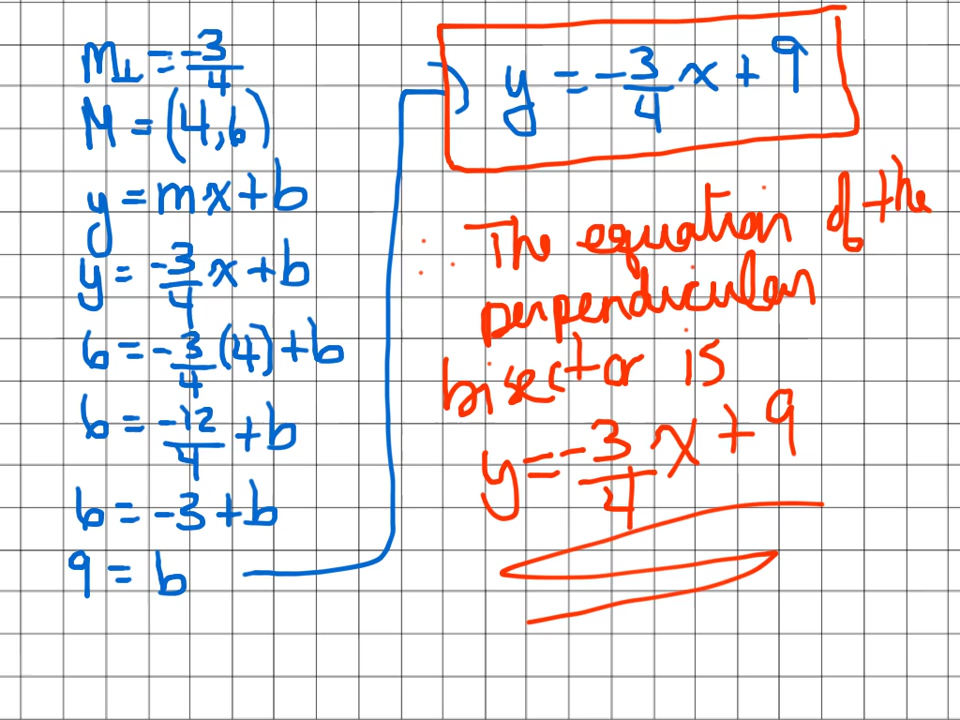 m⊥ = -3/4
M = (4,6)
y = mx + b
y = -3/4 x + b
6 = -3/4 (4) + b
6 = -12/4 + b
6 = -3 + b
9 = b
y = -3/4 x + 9
The equation of the
perpendicular
bisector is
y = -3/4 x + 9